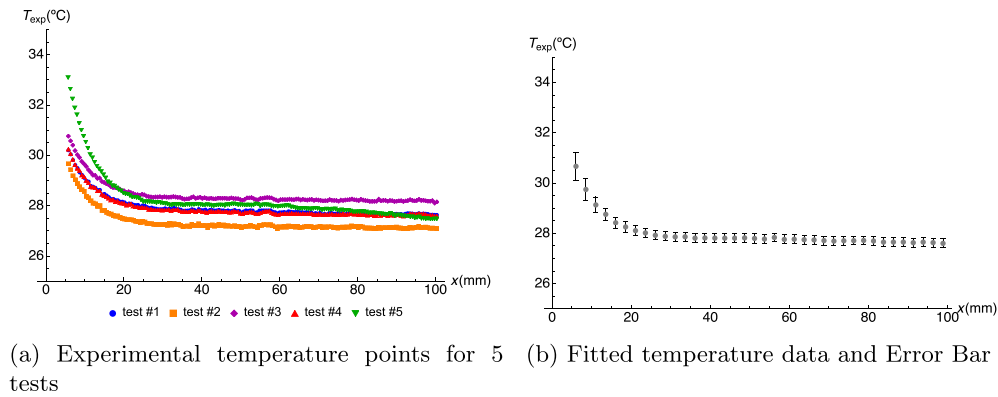 T_exp(ºC)
34
32
30
28
26
0 20 40 60 80 100 x(mm)
test #1 test #2 test #3 test #4 test #5
(a) Experimental temperature points for 5
tests
T_exp(ºC)
34
32
30
28
26
0 20 40 60 80 100 x(mm)
(b) Fitted temperature data and Error Bar